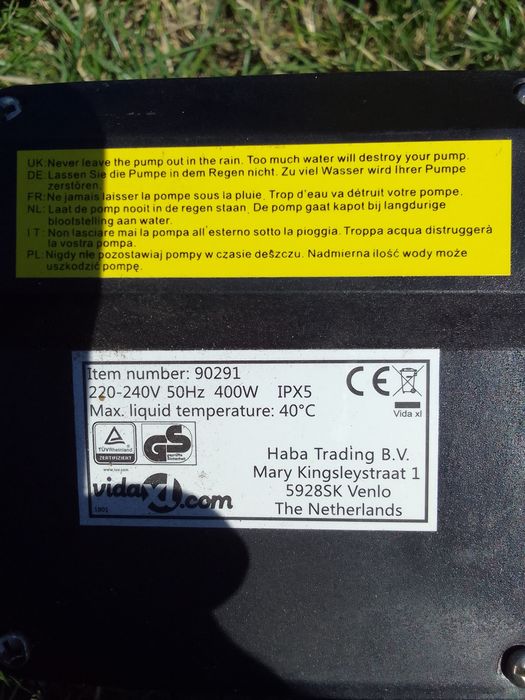 UK: Never leave the pump out in the rain. Too much water will destroy your pump.
DE: Lassen Sie die Pumpe in dem Regen nicht. Zu viel Wasser wird Ihrer Pumpe
zerstören.
FR: Ne jamais laisser la pompe sous la pluie. Trop d'eau va détruit votre pompe.
NL: Laat de pomp nooit in de regen staan. De pomp gaat kapot bij langdurige
blootstelling aan water.
IT: Non lasciare mai la pompa all'esterno sotto la pioggia. Troppa acqua distruggerà
la vostra pompa.
PL: Nigdy nie pozostawiaj pompy w czasie deszczu. Nadmierna ilość wody może
uszkodzić pompę.
Item number: 90291
220-240V 50Hz 400W IPX5
Max. liquid temperature: 40°C
CE
Vida xl
TÜVRheinland
ZERTIFIZIERT
www.tuv.com
GS
geprüfte Sicherheit
vidaXL.com
1801
Haba Trading B.V.
Mary Kingsleystraat 1
5928SK Venlo
The Netherlands